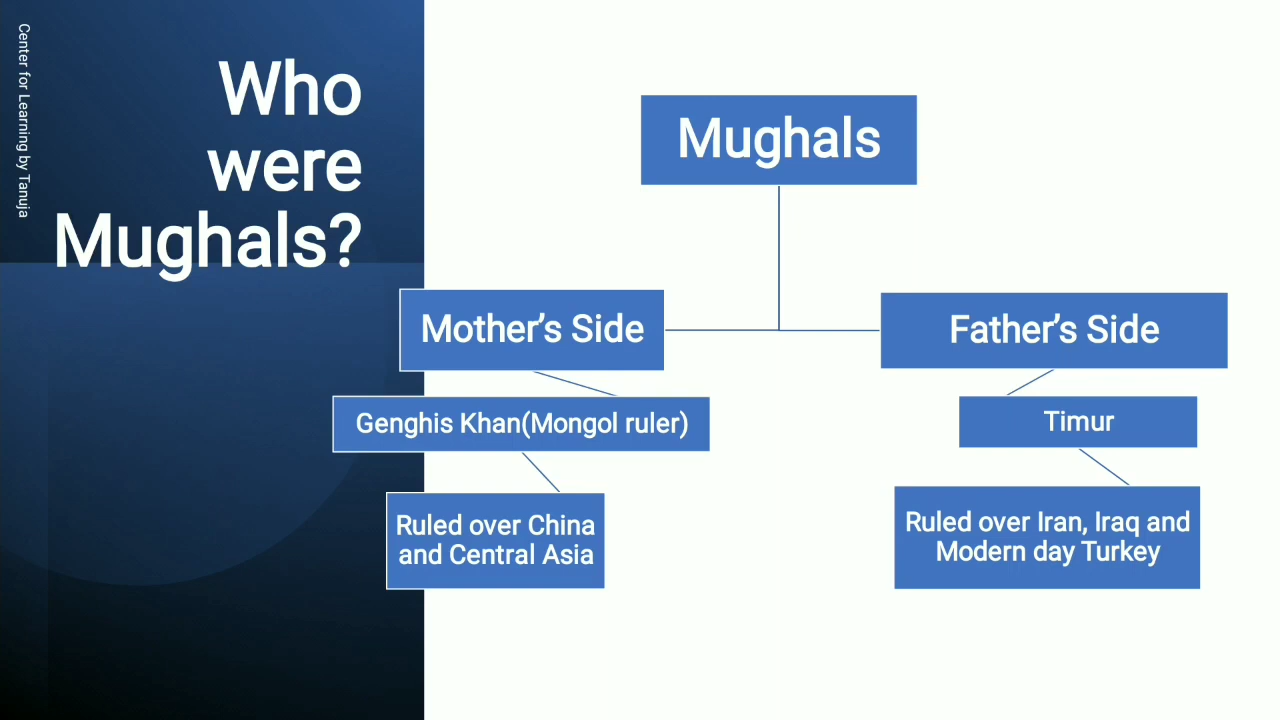 Center for Learning by Tanuja
Who
were
Mughals?
Mughals
Mother’s Side
Father’s Side
Genghis Khan(Mongol ruler)
Timur
Ruled over China
and Central Asia
Ruled over Iran, Iraq and
Modern day Turkey